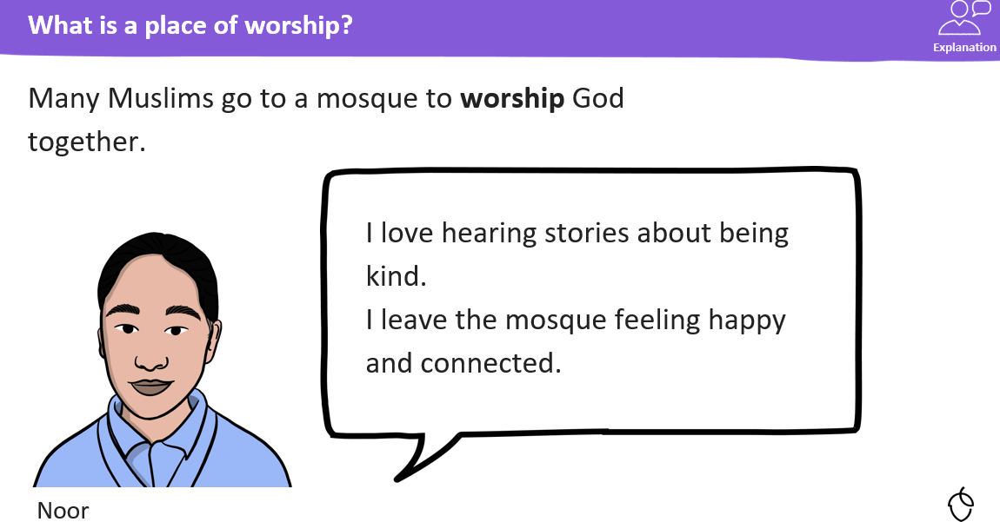 What is a place of worship?
Explanation
Many Muslims go to a mosque to worship God
together.
I love hearing stories about being
kind.
I leave the mosque feeling happy
and connected.
Noor